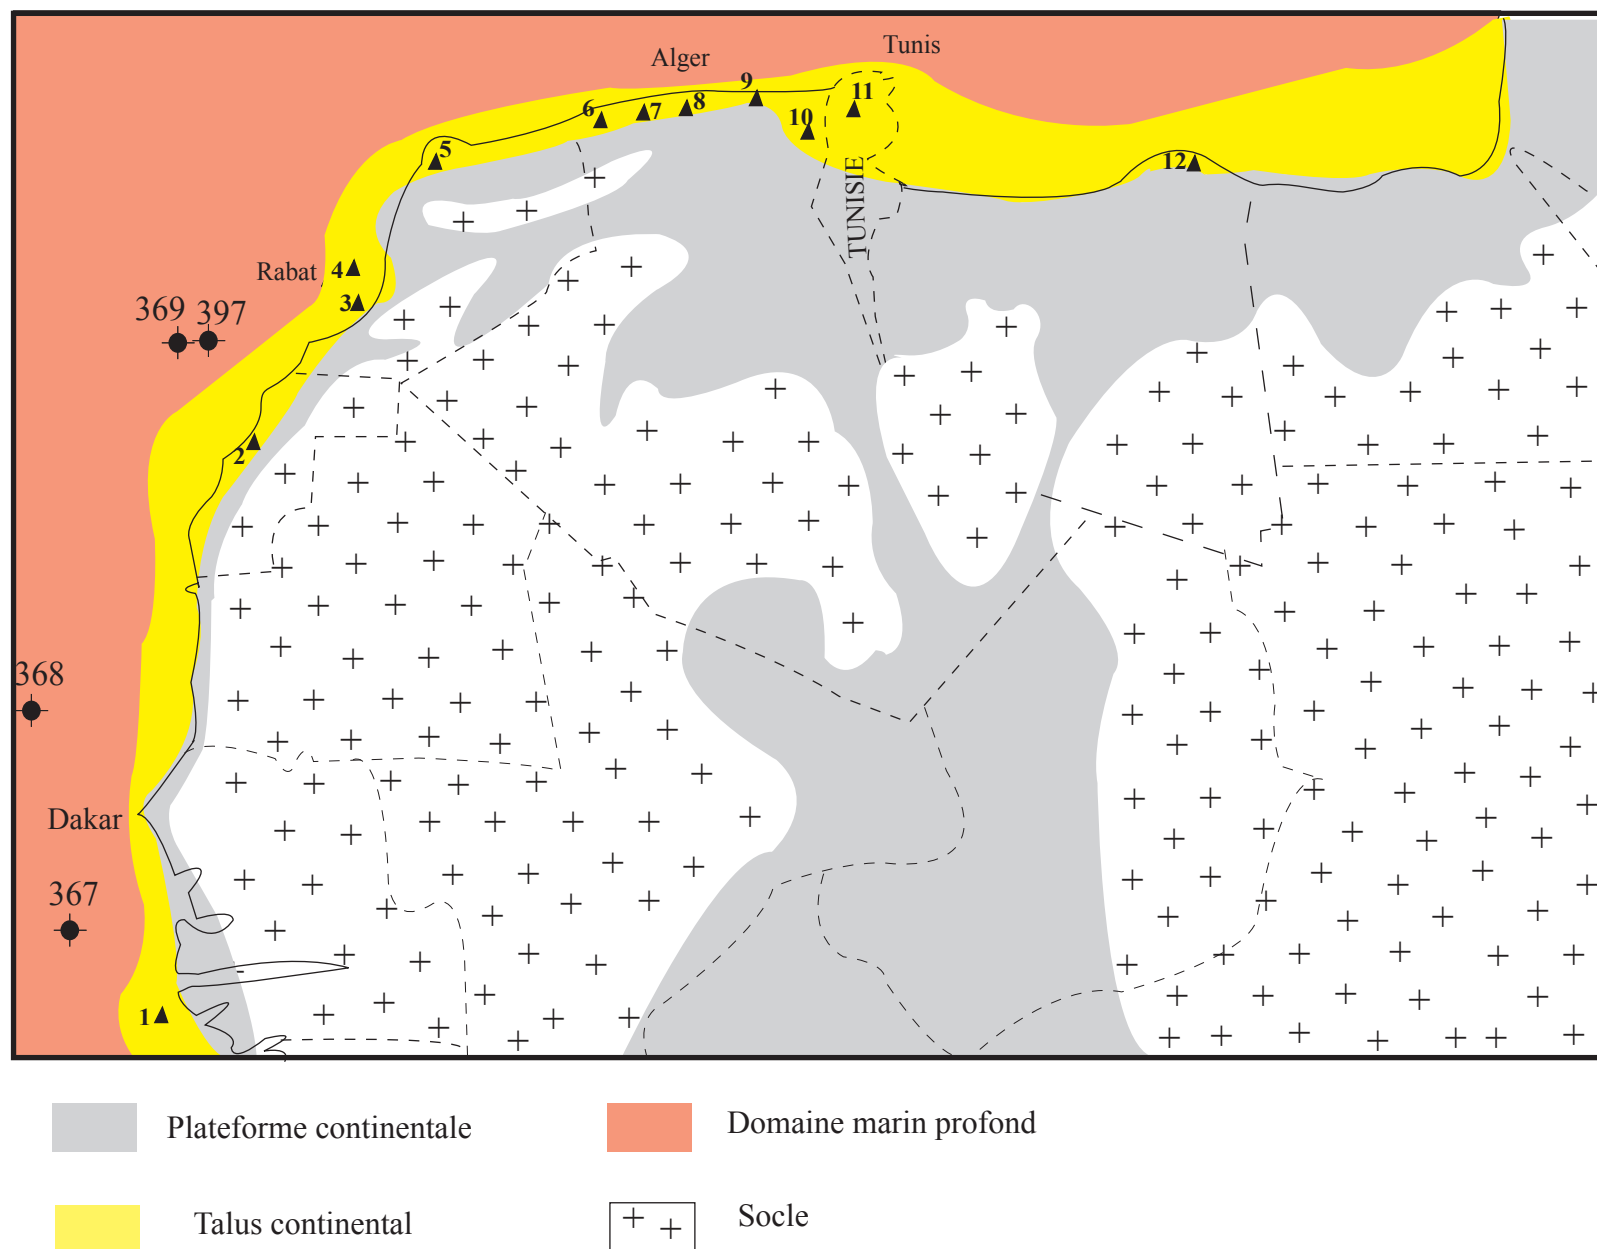 Tunis
Alger
9
11
6
7
8
10
5
12
TUNISIE
Rabat
4
3
369
397
2
368
Dakar
367
1
Plateforme continentale
Domaine marin profond
Talus continental
Socle